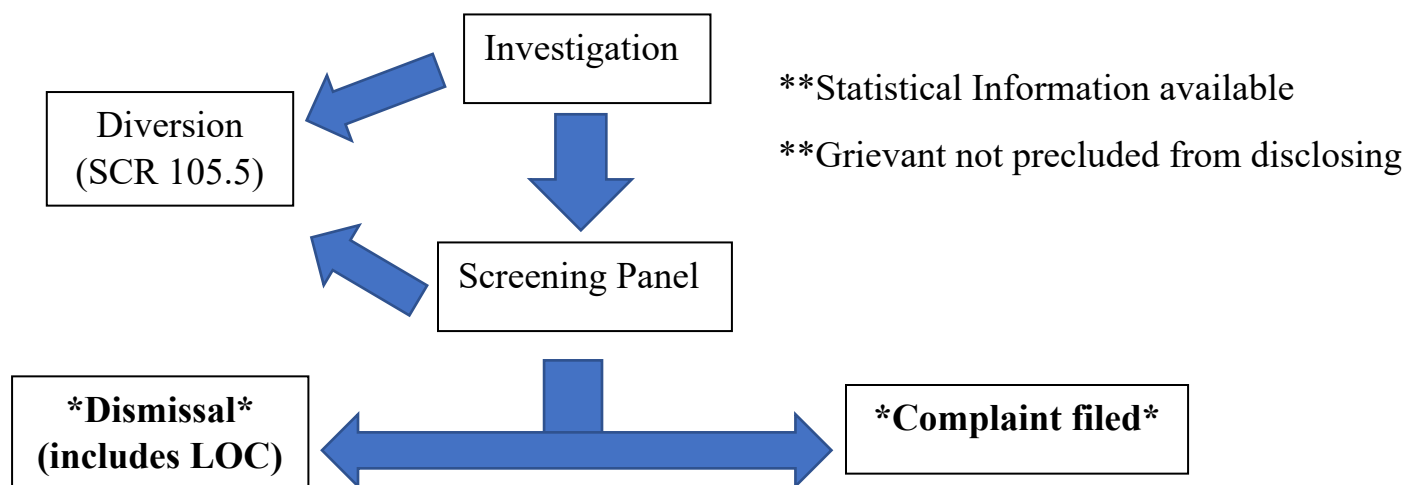 Investigation
**Statistical Information available
Diversion
(SCR 105.5)
**Grievant not precluded from disclosing
Screening Panel
*Dismissal*
(includes LOC)
*Complaint filed*